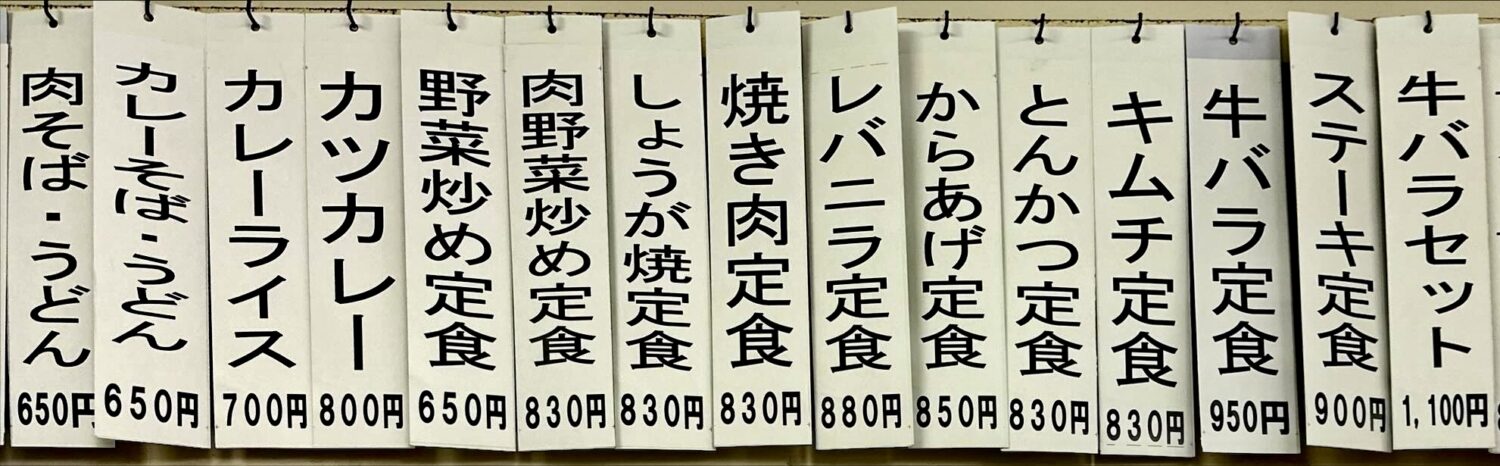 肉そば・うどん
650円
カレーそば・うどん
650円
カレーライス
700円
カツカレー
800円
野菜炒め定食
650円
肉野菜炒め定食
830円
しょうが焼定食
830円
焼き肉定食
830円
レバニラ定食
880円
からあげ定食
850円
とんかつ定食
830円
キムチ定食
830円
牛バラ定食
950円
ステーキ定食
900円
牛バラセット
1,100円